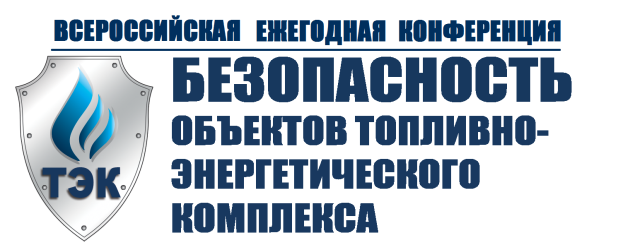 ВСЕРОССИЙСКАЯ ЕЖЕГОДНАЯ КОНФЕРЕНЦИЯ
БЕЗОПАСНОСТЬ
ОБЪЕКТОВ ТОПЛИВНО-
ЭНЕРГЕТИЧЕСКОГО
КОМПЛЕКСА
ТЭК